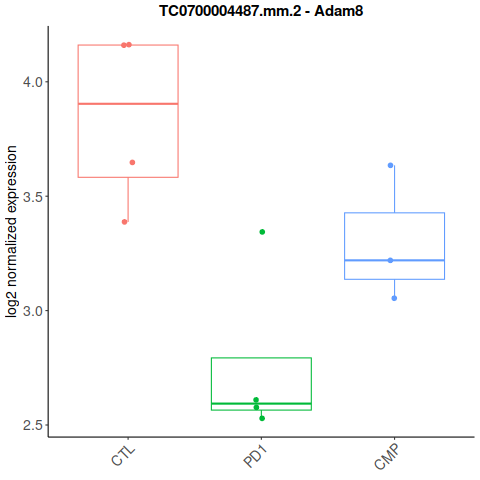 TC0700004487.mm.2 - Adam8
log2 normalized expression
4.0
3.5
3.0
2.5
CTL
PD1
CMP